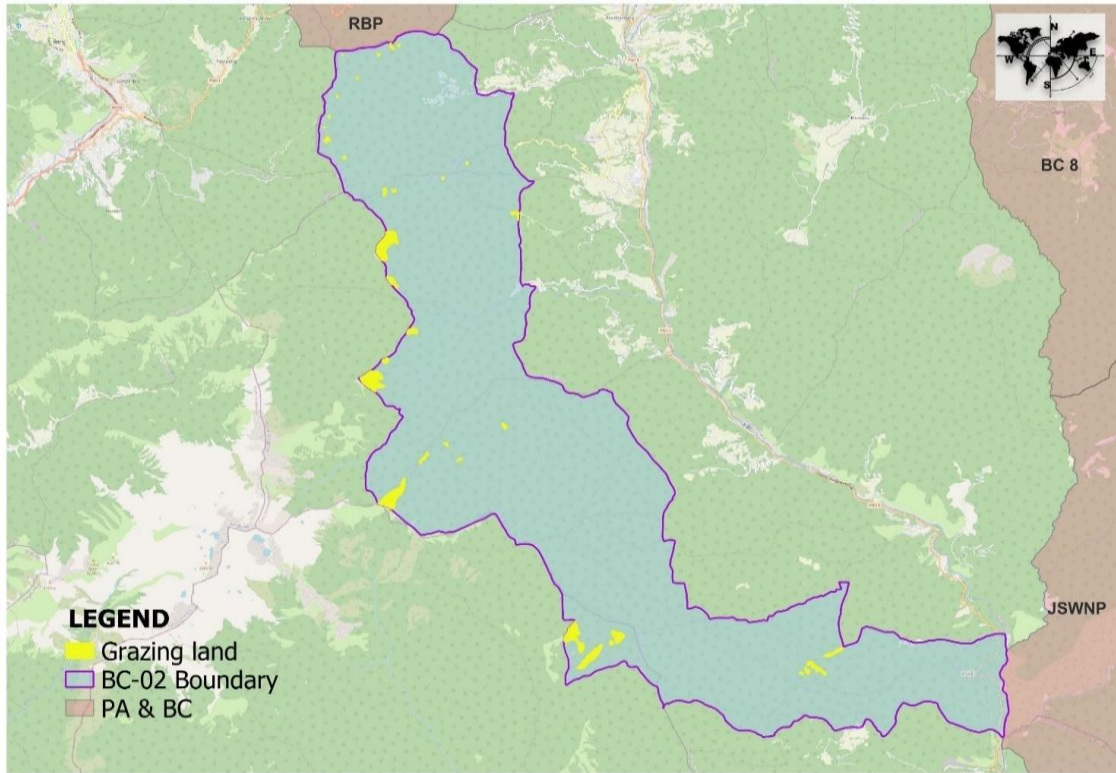 RBP
N
W
E
S
BC 8
JSWNP
LEGEND
Grazing land
BC-02 Boundary
PA & BC